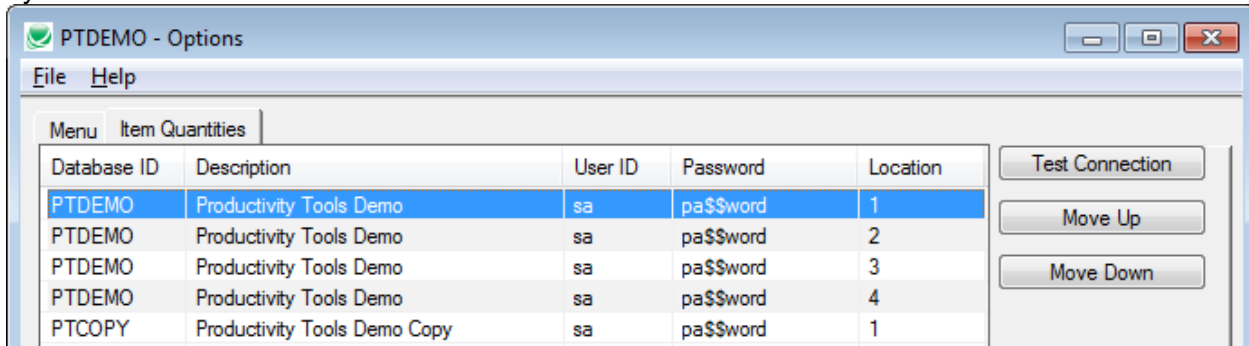 PTDEMO - Options
File Help
Menu Item Quantities
Database ID Description User ID Password Location Test Connection
PTDEMO Productivity Tools Demo sa pa$$word 1 Move Up
PTDEMO Productivity Tools Demo sa pa$$word 2
PTDEMO Productivity Tools Demo sa pa$$word 3 Move Down
PTDEMO Productivity Tools Demo sa pa$$word 4
PTCOPY Productivity Tools Demo Copy sa pa$$word 1